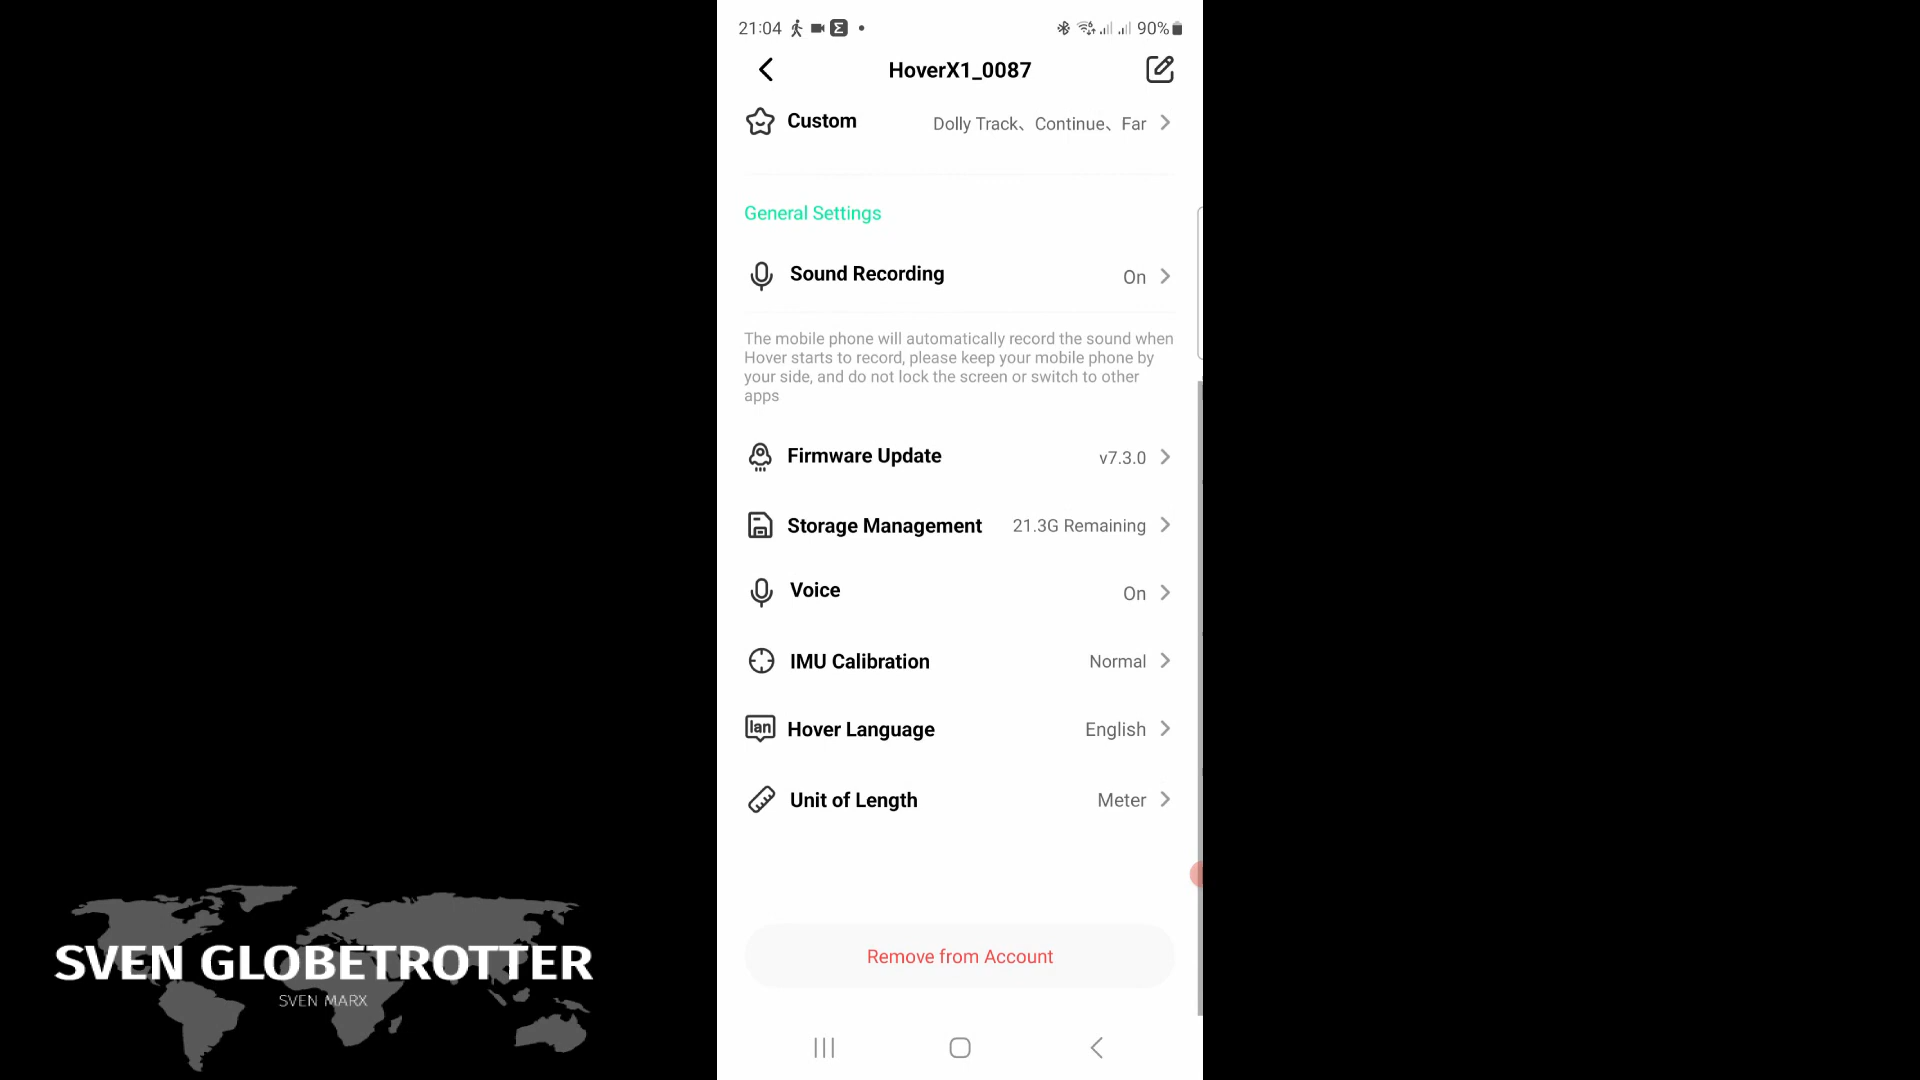 21:04
90%
HoverX1_0087
Custom
Dolly Track、Continue、Far
General Settings
Sound Recording
On
The mobile phone will automatically record the sound when
Hover starts to record, please keep your mobile phone by
your side, and do not lock the screen or switch to other
apps
Firmware Update
v7.3.0
Storage Management
21.3G Remaining
Voice
On
IMU Calibration
Normal
lan
Hover Language
English
Unit of Length
Meter
Remove from Account
SVEN GLOBETROTTER
SVEN MARX